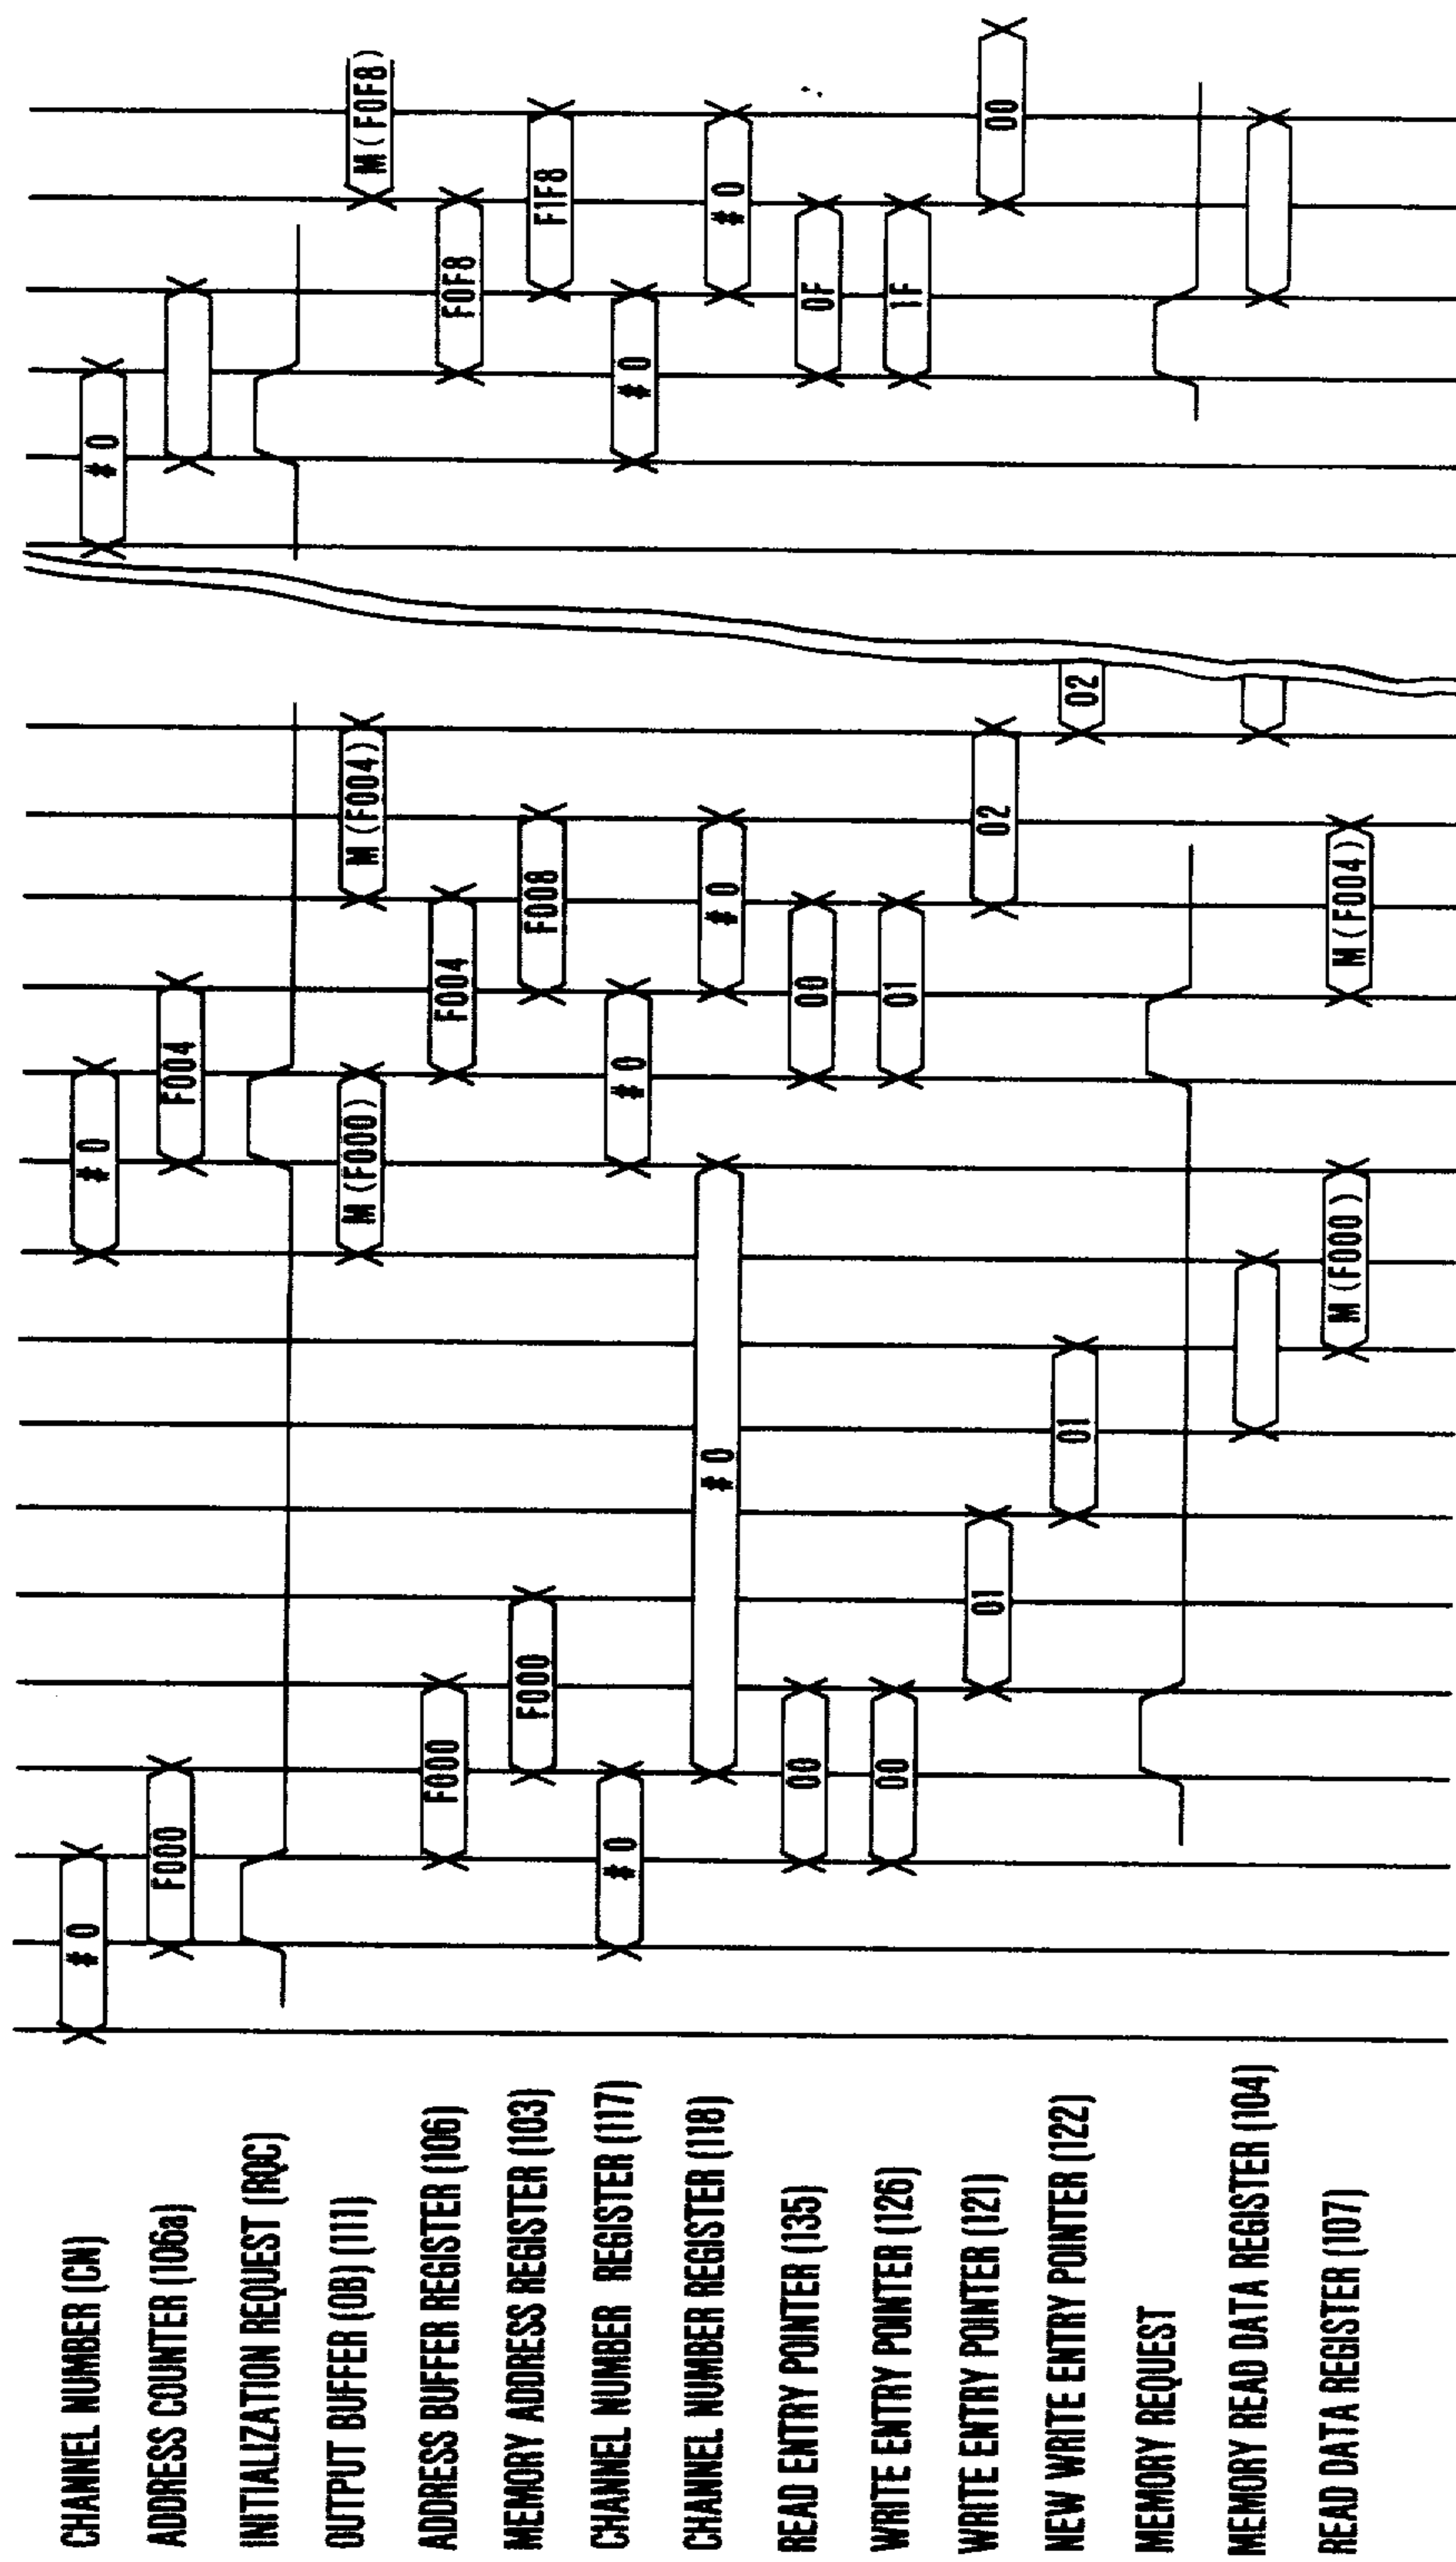 CHANNEL NUMBER (CN) #0 #0 #0
ADDRESS COUNTER (106a) F000 F004
INITIALIZATION REQUEST (RQC)
OUTPUT BUFFER (OB) (111) M(F000) M(F004) M(F0F8)
ADDRESS BUFFER REGISTER (106) F000 F004 F0F8
MEMORY ADDRESS REGISTER (103) F000 F008 F1F8
CHANNEL NUMBER REGISTER (117) #0 #0 #0
CHANNEL NUMBER REGISTER (118) #0 #0 #0
READ ENTRY POINTER (135) 00 00 0F
WRITE ENTRY POINTER (126) 00 01 1F
WRITE ENTRY POINTER (121) 01 02 00
NEW WRITE ENTRY POINTER (122) 01 02
MEMORY REQUEST
MEMORY READ DATA REGISTER (104)
READ DATA REGISTER (107) M(F000) M(F004)